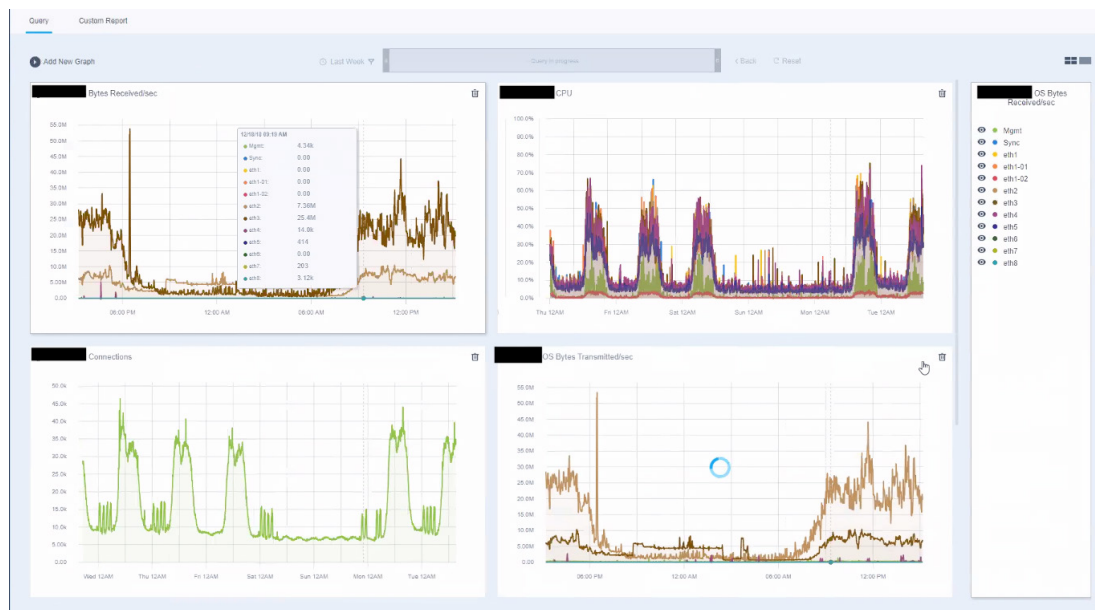 Query Custom Report
Add New Graph
Last Week
Query in progress
Back
Reset
Bytes Received/sec
55.0M
50.0M
45.0M
40.0M
35.0M
30.0M
25.0M
20.0M
15.0M
10.0M
5.00M
0.00
06:00 PM 12:00 AM 06:00 AM 12:00 PM
Mgmt: 4.34k
Sync: 0.00
eth1: 0.00
eth1-01: 0.00
eth1-02: 0.00
eth2: 7.36M
eth3: 25.4M
eth4: 14.0k
eth5: 414
eth6: 0.00
eth7: 203
eth8: 3.12k
CPU
100.0%
90.0%
80.0%
70.0%
60.0%
50.0%
40.0%
30.0%
20.0%
10.0%
0.0%
Thu 12AM Fri 12AM Sat 12AM Sun 12AM Mon 12AM Tue 12AM
OS Bytes
Received/sec
Mgmt
Sync
eth1
eth1-01
eth1-02
eth2
eth3
eth4
eth5
eth6
eth7
eth8
Connections
50.0k
45.0k
40.0k
35.0k
30.0k
25.0k
20.0k
15.0k
10.0k
5.00k
0.00
Wed 12AM Thu 12AM Fri 12AM Sat 12AM Sun 12AM Mon 12AM Tue 12AM
OS Bytes Transmitted/sec
55.0M
50.0M
45.0M
40.0M
35.0M
30.0M
25.0M
20.0M
15.0M
10.0M
5.00M
0.00
06:00 PM 12:00 AM 06:00 AM 12:00 PM